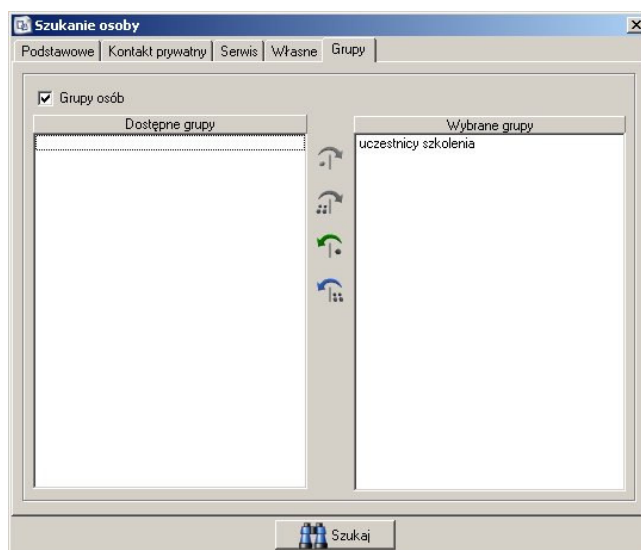 Szukanie osoby
Podstawowe Kontakt prywatny Serwis Własne Grupy
Grupy osób
Dostępne grupy Wybrane grupy
uczestnicy szkolenia
Szukaj